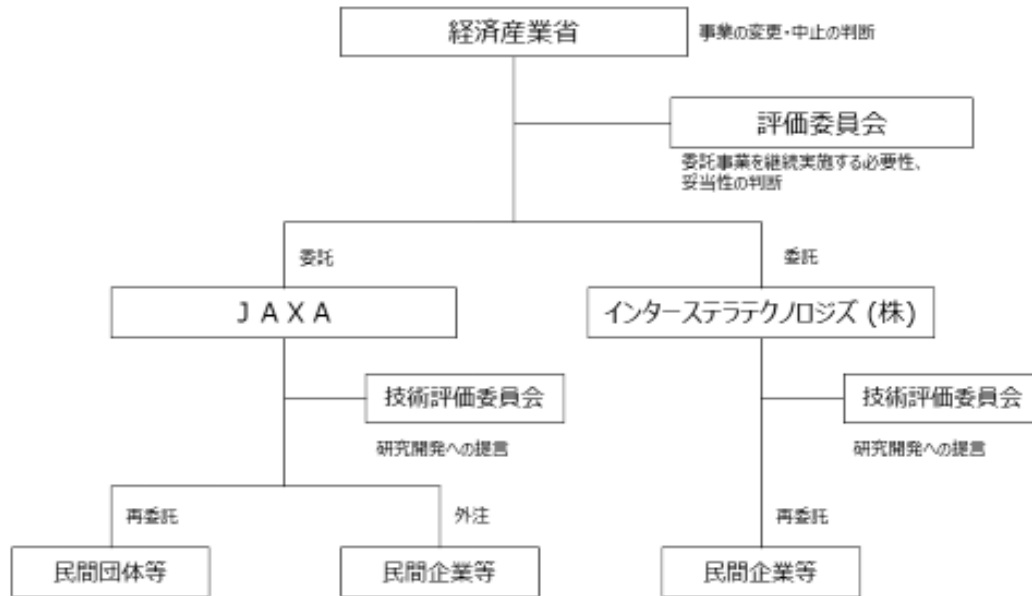 経済産業省
事業の変更・中止の判断
評価委員会
委託事業を継続実施する必要性、
妥当性の判断
委託
委託
ＪＡＸＡ
インターステラテクノロジズ (株)
技術評価委員会
技術評価委員会
研究開発への提言
研究開発への提言
再委託
外注
再委託
民間団体等
民間企業等
民間企業等